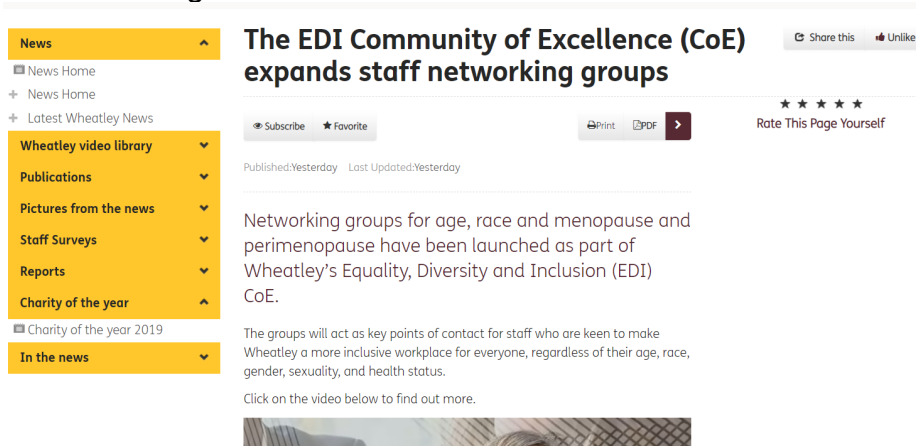 News
News Home
News Home
Latest Wheatley News
Wheatley video library
Publications
Pictures from the news
Staff Surveys
Reports
Charity of the year
Charity of the year 2019
In the news
The EDI Community of Excellence (CoE)
expands staff networking groups
Subscribe Favorite
Print PDF
Published:Yesterday Last Updated:Yesterday
Networking groups for age, race and menopause and
perimenopause have been launched as part of
Wheatley's Equality, Diversity and Inclusion (EDI)
CoE.
The groups will act as key points of contact for staff who are keen to make
Wheatley a more inclusive workplace for everyone, regardless of their age, race,
gender, sexuality, and health status.
Click on the video below to find out more.
Share this Unlike
Rate This Page Yourself